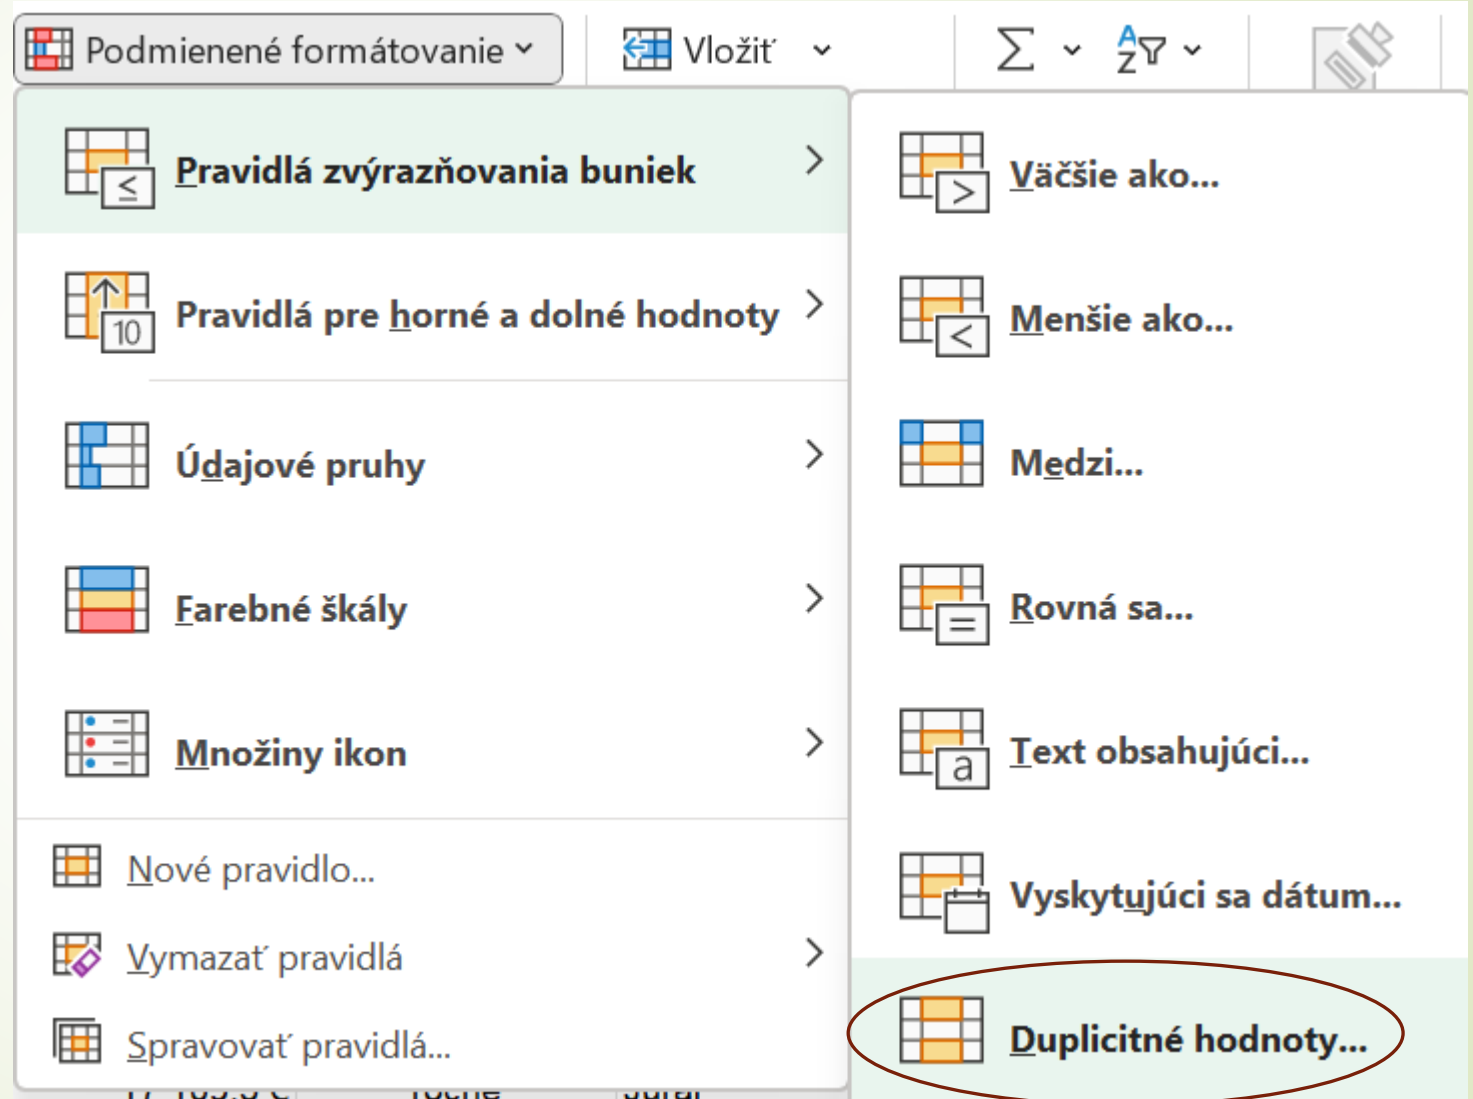 Podmienené formátovanie
Vložiť
Pravidlá zvýrazňovania buniek
Pravidlá pre horné a dolné hodnoty
Údajové pruhy
Farebné škály
Množiny ikon
Nové pravidlo...
Vymazať pravidlá
Spravovať pravidlá...
Väčšie ako...
Menšie ako...
Medzi...
Rovná sa...
Text obsahujúci...
Vyskytujúci sa dátum...
Duplicitné hodnoty...